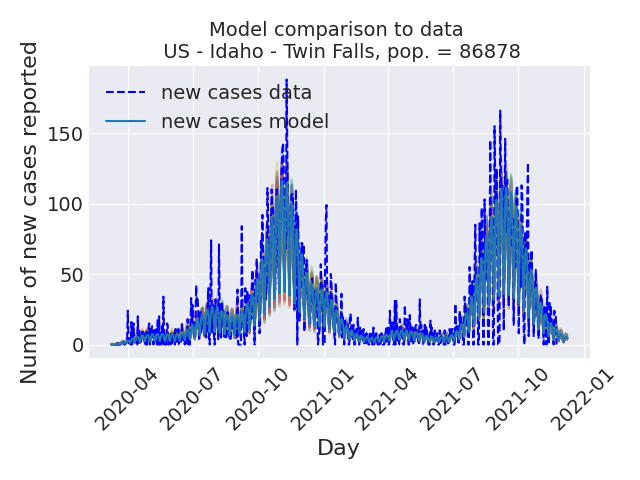 Model comparison to data
US - Idaho - Twin Falls, pop. = 86878
Number of new cases reported
150
100
50
0
new cases data
new cases model
2020-04
2020-07
2020-10
2021-01
2021-04
2021-07
2021-10
2022-01
Day